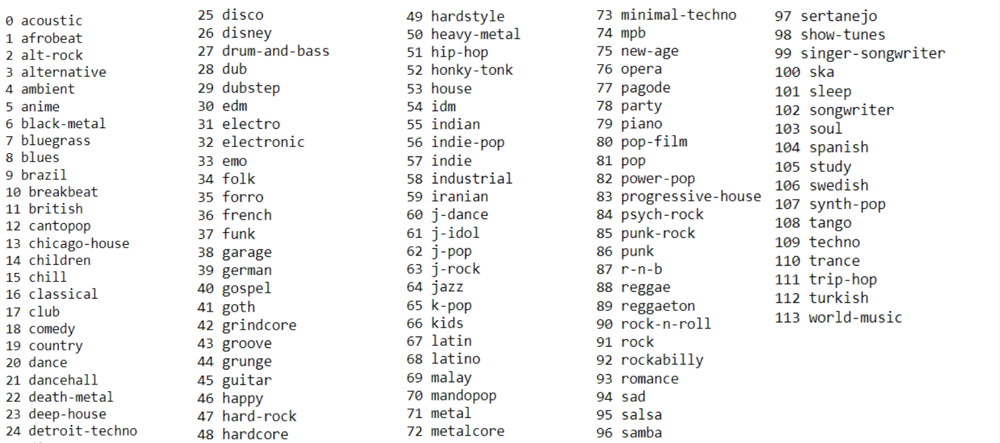 0 acoustic
1 afrobeat
2 alt-rock
3 alternative
4 ambient
5 anime
6 black-metal
7 bluegrass
8 blues
9 brazil
10 breakbeat
11 british
12 cantopop
13 chicago-house
14 children
15 chill
16 classical
17 club
18 comedy
19 country
20 dance
21 dancehall
22 death-metal
23 deep-house
24 detroit-techno
25 disco
26 disney
27 drum-and-bass
28 dub
29 dubstep
30 edm
31 electro
32 electronic
33 emo
34 folk
35 forro
36 french
37 funk
38 garage
39 german
40 gospel
41 goth
42 grindcore
43 groove
44 grunge
45 guitar
46 happy
47 hard-rock
48 hardcore
49 hardstyle
50 heavy-metal
51 hip-hop
52 honky-tonk
53 house
54 idm
55 indian
56 indie-pop
57 indie
58 industrial
59 iranian
60 j-dance
61 j-idol
62 j-pop
63 j-rock
64 jazz
65 k-pop
66 kids
67 latin
68 latino
69 malay
70 mandopop
71 metal
72 metalcore
73 minimal-techno
74 mpb
75 new-age
76 opera
77 pagode
78 party
79 piano
80 pop-film
81 pop
82 power-pop
83 progressive-house
84 psych-rock
85 punk-rock
86 punk
87 r-n-b
88 reggae
89 reggaeton
90 rock-n-roll
91 rock
92 rockabilly
93 romance
94 sad
95 salsa
96 samba
97 sertanejo
98 show-tunes
99 singer-songwriter
100 ska
101 sleep
102 songwriter
103 soul
104 spanish
105 study
106 swedish
107 synth-pop
108 tango
109 techno
110 trance
111 trip-hop
112 turkish
113 world-music